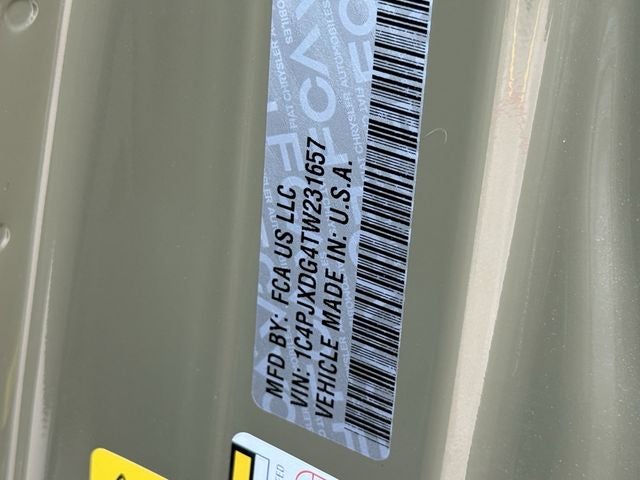 MFD BY: FCA US LLC
VIN: 1C4PJXDG4TW231657
VEHICLE MADE IN: U.S.A.